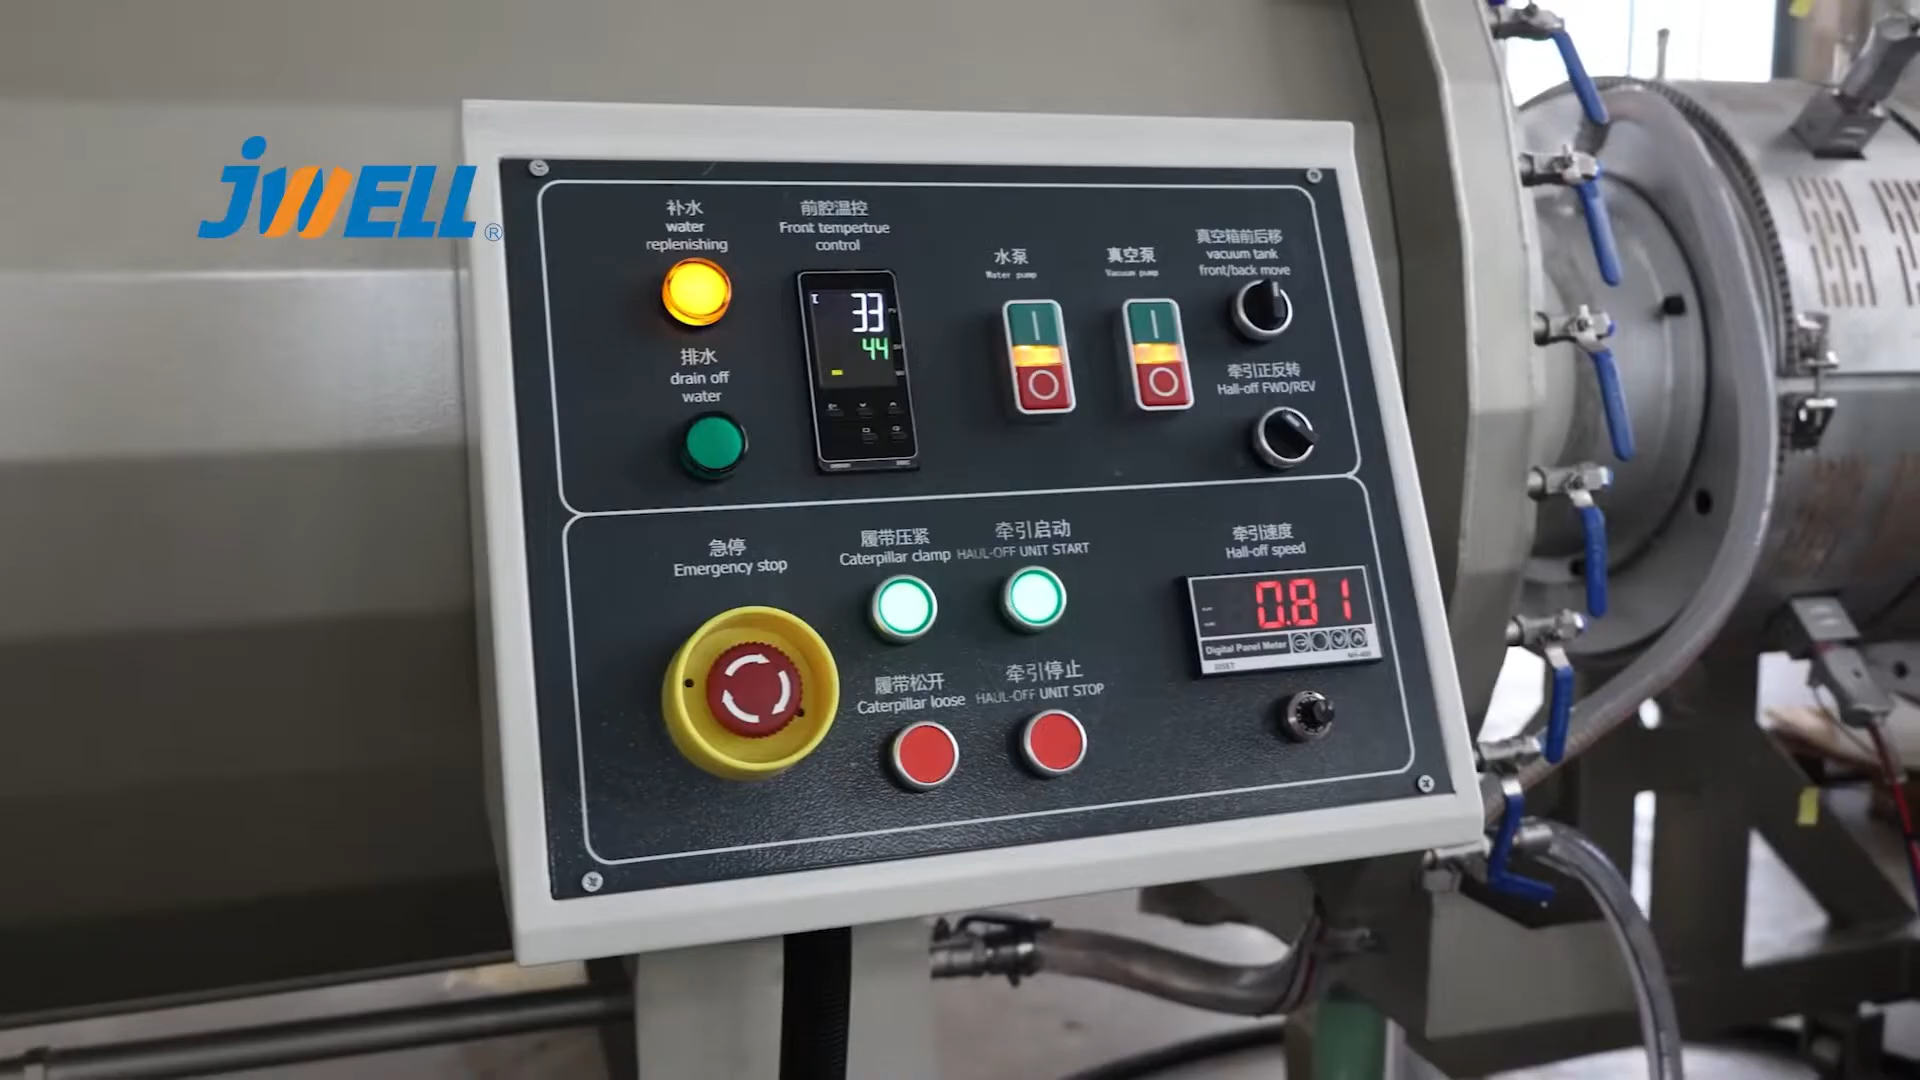 JWELL®
补水
water
replenishing
前腔温控
Front tempertrue
control
水泵
Water pump
真空泵
Vacuum pump
真空箱前后移
vacuum tank
front/back move
33
44
排水
drain off
water
牵引正反转
Hall-off FWD/REV
急停
Emergency stop
履带压紧
Caterpillar clamp
牵引启动
HAUL-OFF UNIT START
牵引速度
Hall-off speed
0.81
Digital Panel Meter
履带松开
Caterpillar loose
牵引停止
HAUL-OFF UNIT STOP